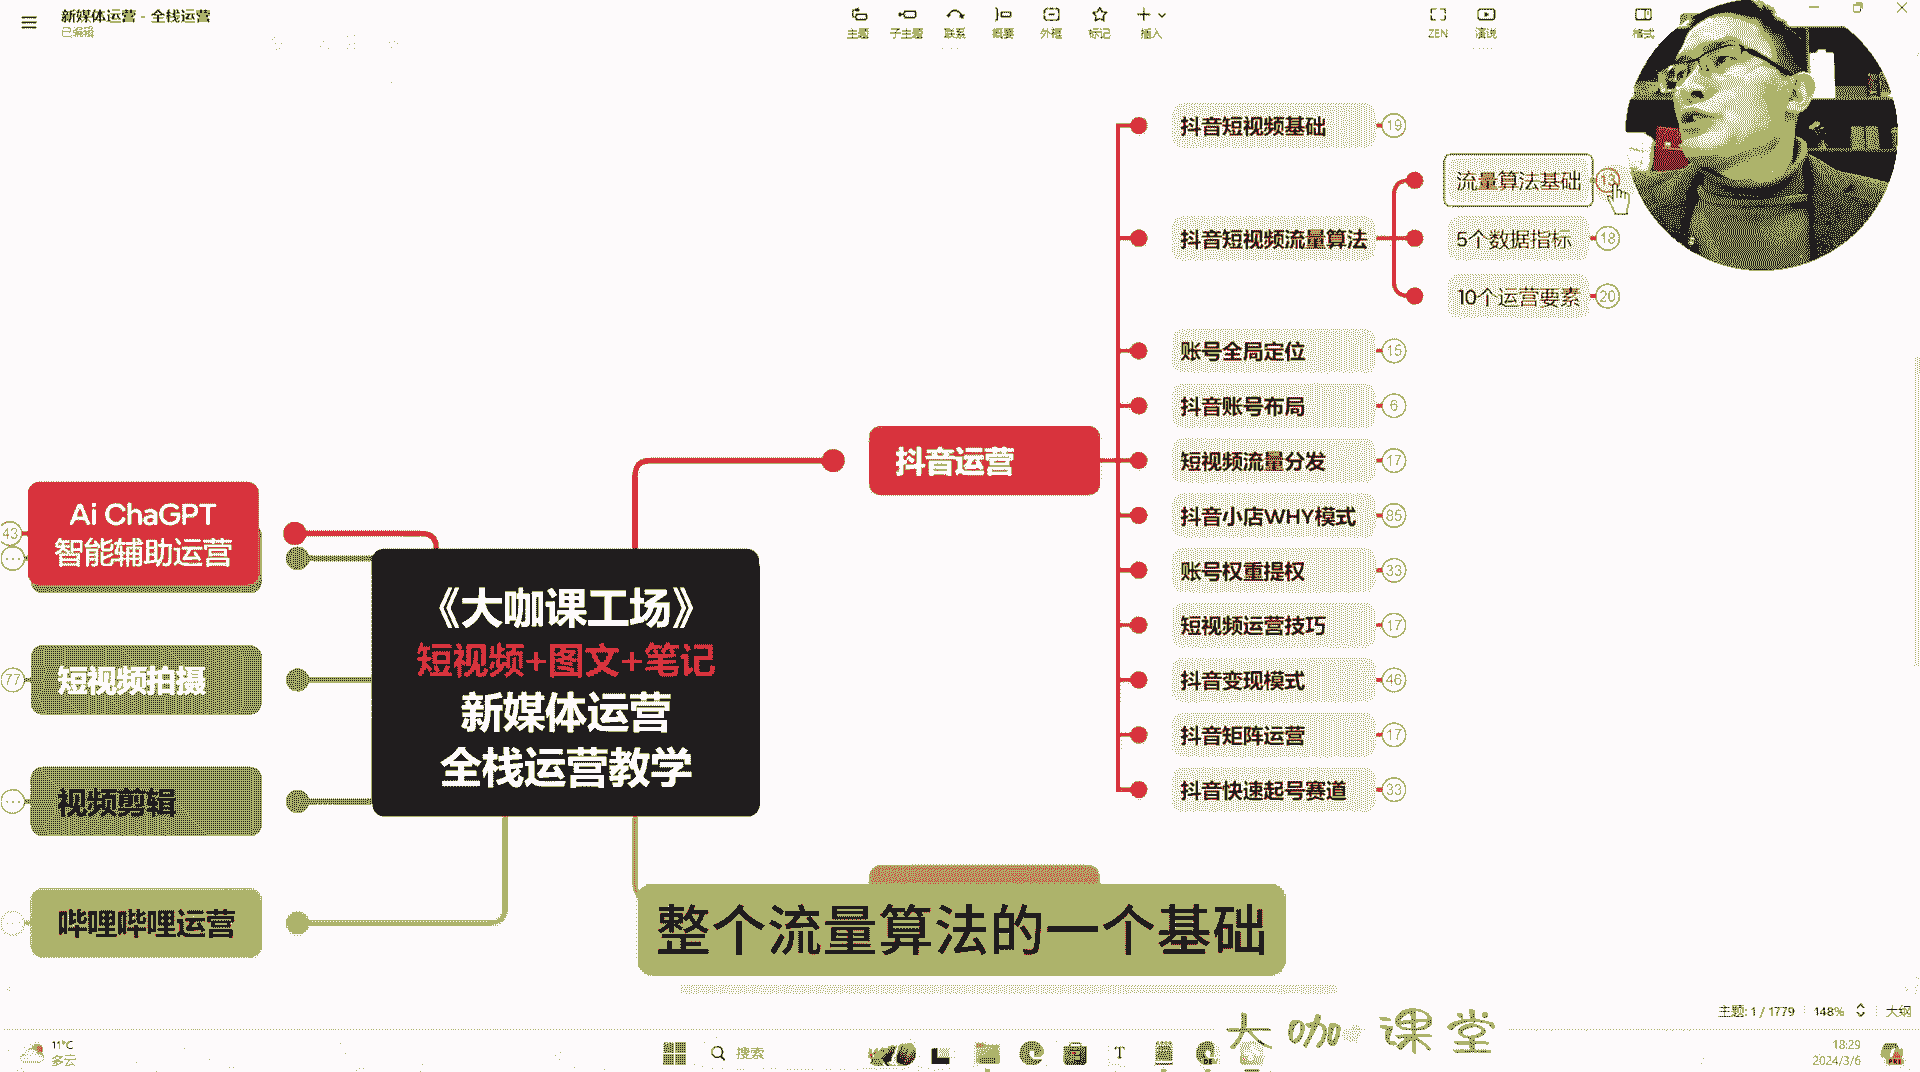 新媒体运营 - 全栈运营
已编辑
主题
子主题
联系
概要
外框
标记
插入
ZEN
演说
格式
抖音短视频基础
19
流量算法基础
13
抖音短视频流量算法
5个数据指标
18
10个运营要素
20
账号全局定位
15
抖音账号布局
6
抖音运营
短视频流量分发
17
抖音小店WHY模式
85
账号权重提权
33
短视频运营技巧
17
抖音变现模式
46
抖音矩阵运营
17
抖音快速起号赛道
33
43
Ai ChaGPT
智能辅助运营
77
短视频拍摄
视频剪辑
哔哩哔哩运营
《大咖课工场》
短视频+图文+笔记
新媒体运营
全栈运营教学
整个流量算法的一个基础
主题: 1 / 1779
148%
大纲
大咖课堂
11°C
多云
搜索
18:29
2024/3/6